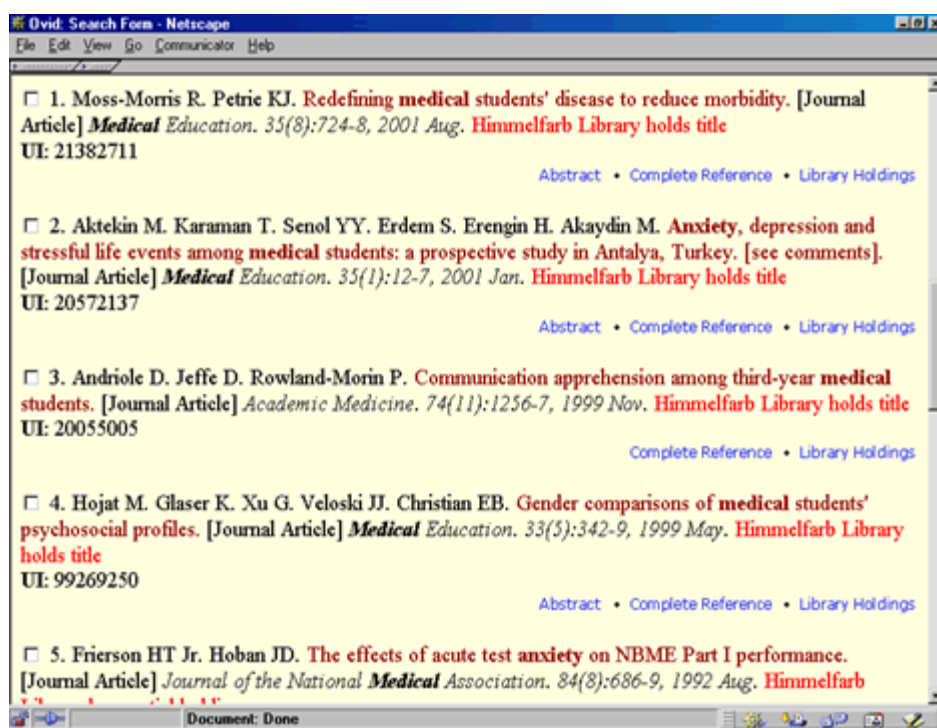 Ovid: Search Form - Netscape
File Edit View Go Communicator Help
1. Moss-Morris R. Petrie KJ. Redefining medical students' disease to reduce morbidity. [Journal
Article] Medical Education. 35(8):724-8, 2001 Aug. Himmelfarb Library holds title
UI: 21382711
Abstract • Complete Reference • Library Holdings
2. Aktekin M. Karaman T. Senol YY. Erdem S. Erengin H. Akaydin M. Anxiety, depression and
stressful life events among medical students: a prospective study in Antalya, Turkey. [see comments].
[Journal Article] Medical Education. 35(1):12-7, 2001 Jan. Himmelfarb Library holds title
UI: 20572137
Abstract • Complete Reference • Library Holdings
3. Andriole D. Jeffe D. Rowland-Morin P. Communication apprehension among third-year medical
students. [Journal Article] Academic Medicine. 74(11):1256-7, 1999 Nov. Himmelfarb Library holds title
UI: 20055005
Complete Reference • Library Holdings
4. Hojat M. Glaser K. Xu G. Veloski JJ. Christian EB. Gender comparisons of medical students'
psychosocial profiles. [Journal Article] Medical Education. 33(5):342-9, 1999 May. Himmelfarb Library
holds title
UI: 99269250
Abstract • Complete Reference • Library Holdings
5. Frierson HT Jr. Hoban JD. The effects of acute test anxiety on NBME Part I performance.
[Journal Article] Journal of the National Medical Association. 84(8):686-9, 1992 Aug. Himmelfarb
Document: Done